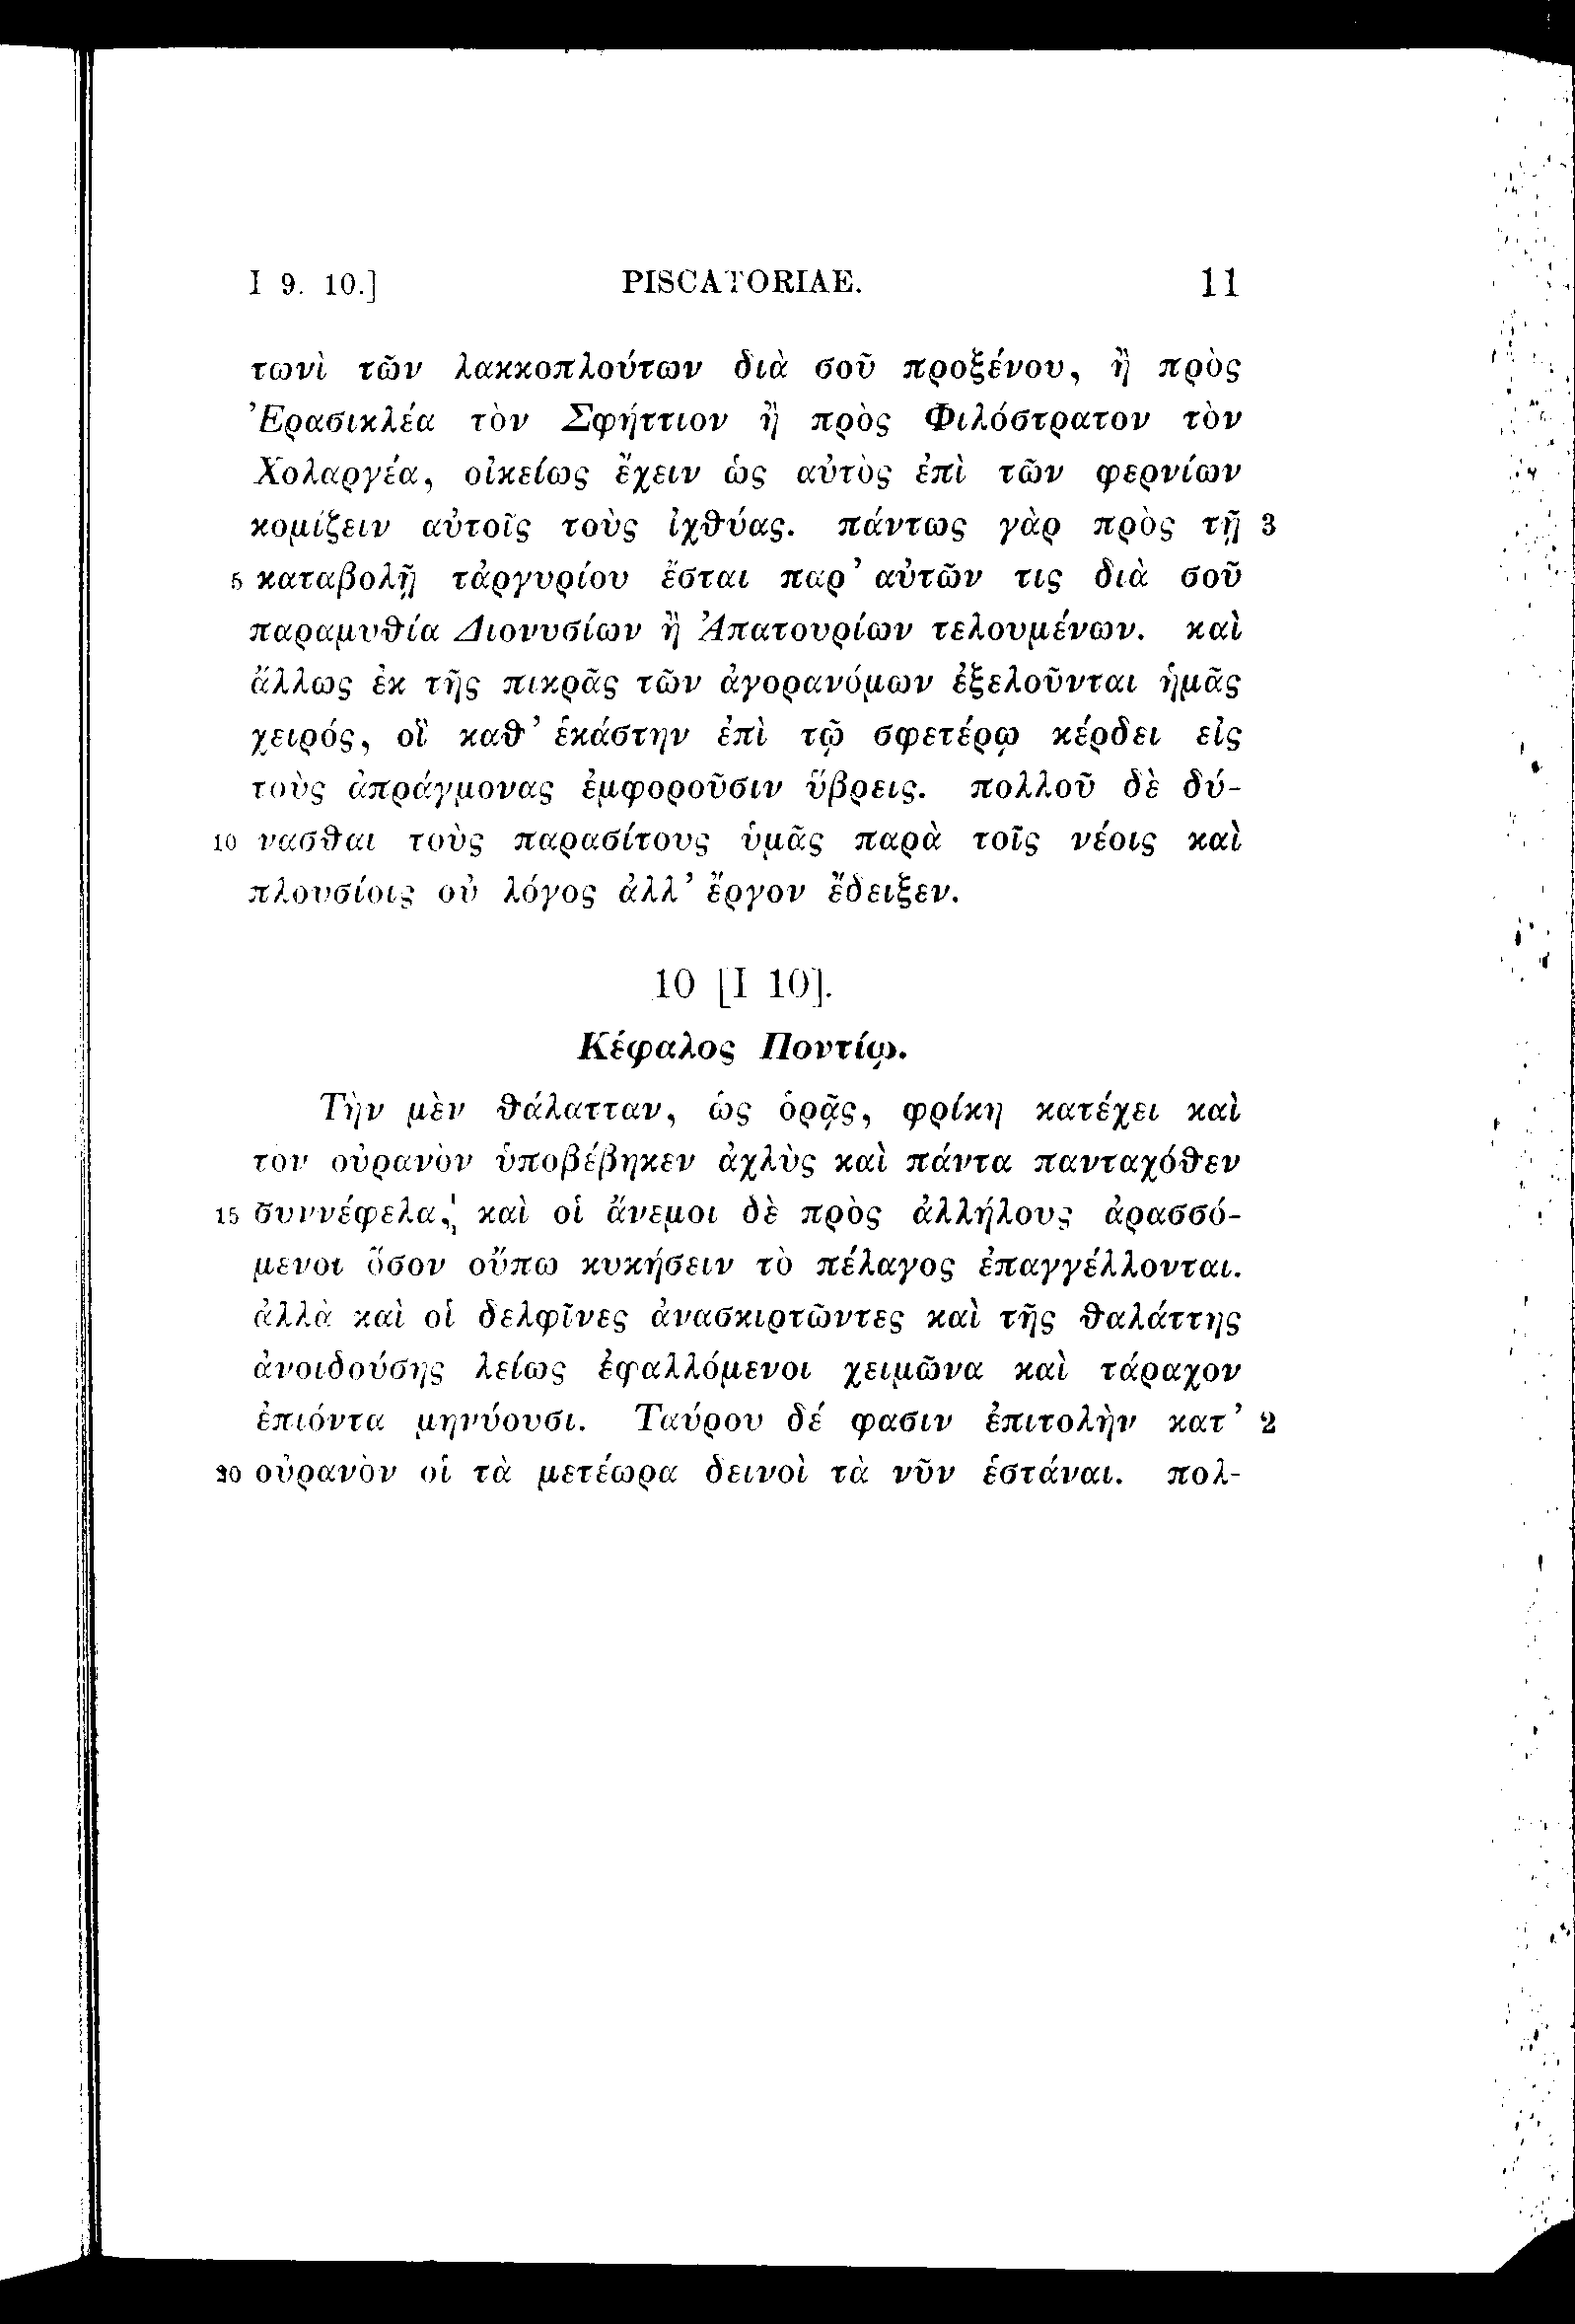 I 9. 10.] PISCATORIAE. 11
τωνὶ τῶν λακκοπλούτων διὰ σοῦ προξένου, ἢ πρὸς
Ἐρασικλέα τὸν Σφήττιον ἢ πρὸς Φιλόστρατον τὸν
Χολαργέα, οἰκείως ἔχειν ὡς αὐτὸς ἐπὶ τῶν φερνίων
κομίζειν αὐτοῖς τοὺς ἰχθύας. πάντως γὰρ πρὸς τῇ 3
5 καταβολῇ τἀργυρίου ἔσται παρ’ αὐτῶν τις διὰ σοῦ
παραμυθία Διονυσίων ἢ Ἀπατουρίων τελουμένων. καὶ
ἄλλως ἐκ τῆς πικρᾶς τῶν ἀγορανόμων ἐξελοῦνται ἡμᾶς
χειρός, οἳ καθ’ ἑκάστην ἐπὶ τῷ σφετέρῳ κέρδει εἰς
τοὺς ἀπράγμονας ἐμφοροῦσιν ὕβρεις. πολλοῦ δὲ δύ-
10 νασθαι τοὺς παρασίτους ὑμᾶς παρὰ τοῖς νέοις καὶ
πλουσίοις οὐ λόγος ἀλλ’ ἔργον ἔδειξεν.
10 [I 10].
Κέφαλος Ποντίῳ.
Τὴν μὲν θάλατταν, ὡς ὁρᾷς, φρίκη κατέχει καὶ
τὸν οὐρανὸν ὑποβέβηκεν ἀχλὺς καὶ πάντα πανταχόθεν
15 συννέφελα, καὶ οἱ ἄνεμοι δὲ πρὸς ἀλλήλους ἀρασσό-
μενοι ὅσον οὔπω κυκήσειν τὸ πέλαγος ἐπαγγέλλονται.
ἀλλὰ καὶ οἱ δελφῖνες ἀνασκιρτῶντες καὶ τῆς θαλάττης
ἀνοιδούσης λείως ἐφαλλόμενοι χειμῶνα καὶ τάραχον
ἐπιόντα μηνύουσι. Ταύρου δέ φασιν ἐπιτολὴν κατ’ 2
20 οὐρανὸν οἱ τὰ μετέωρα δεινοὶ τὰ νῦν ἑστάναι. πολ-